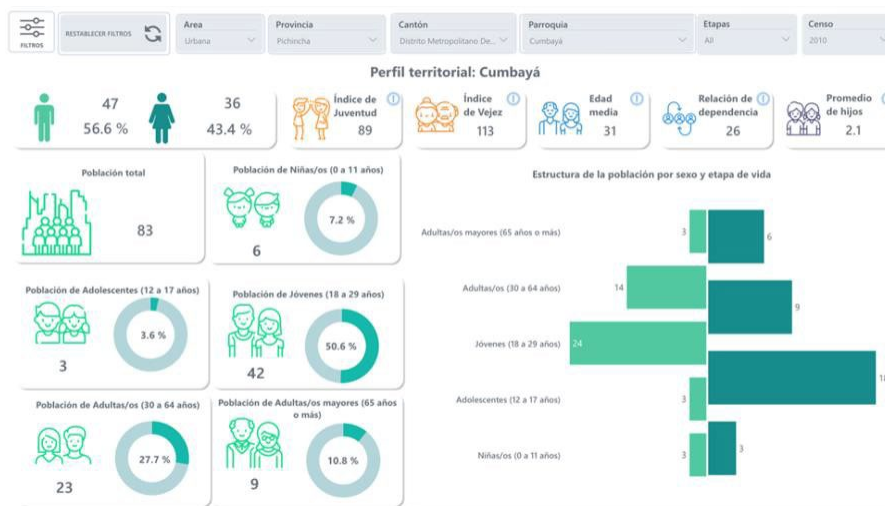 FILTROS
RESTABLECER FILTROS
Area
Urbana
Provincia
Pichincha
Cantón
Distrito Metropolitano De...
Parroquia
Cumbayá
Etapas
All
Censo
2010
Perfil territorial: Cumbayá
47
56.6 %
36
43.4 %
Índice de
Juventud
89
Índice
de Vejez
113
Edad
media
31
Relación de
dependencia
26
Promedio
de hijos
2.1
Población total
83
Población de Niñas/os (0 a 11 años)
7.2 %
6
Población de Adolescentes (12 a 17 años)
3.6 %
3
Población de Jóvenes (18 a 29 años)
50.6 %
42
Población de Adultas/os (30 a 64 años)
27.7 %
23
Población de Adultas/os mayores (65 años
o más)
10.8 %
9
Estructura de la población por sexo y etapa de vida
Adultas/os mayores (65 años o más)
3
6
Adultas/os (30 a 64 años)
14
9
Jóvenes (18 a 29 años)
24
18
Adolescentes (12 a 17 años)
3
Niñas/os (0 a 11 años)
3
3